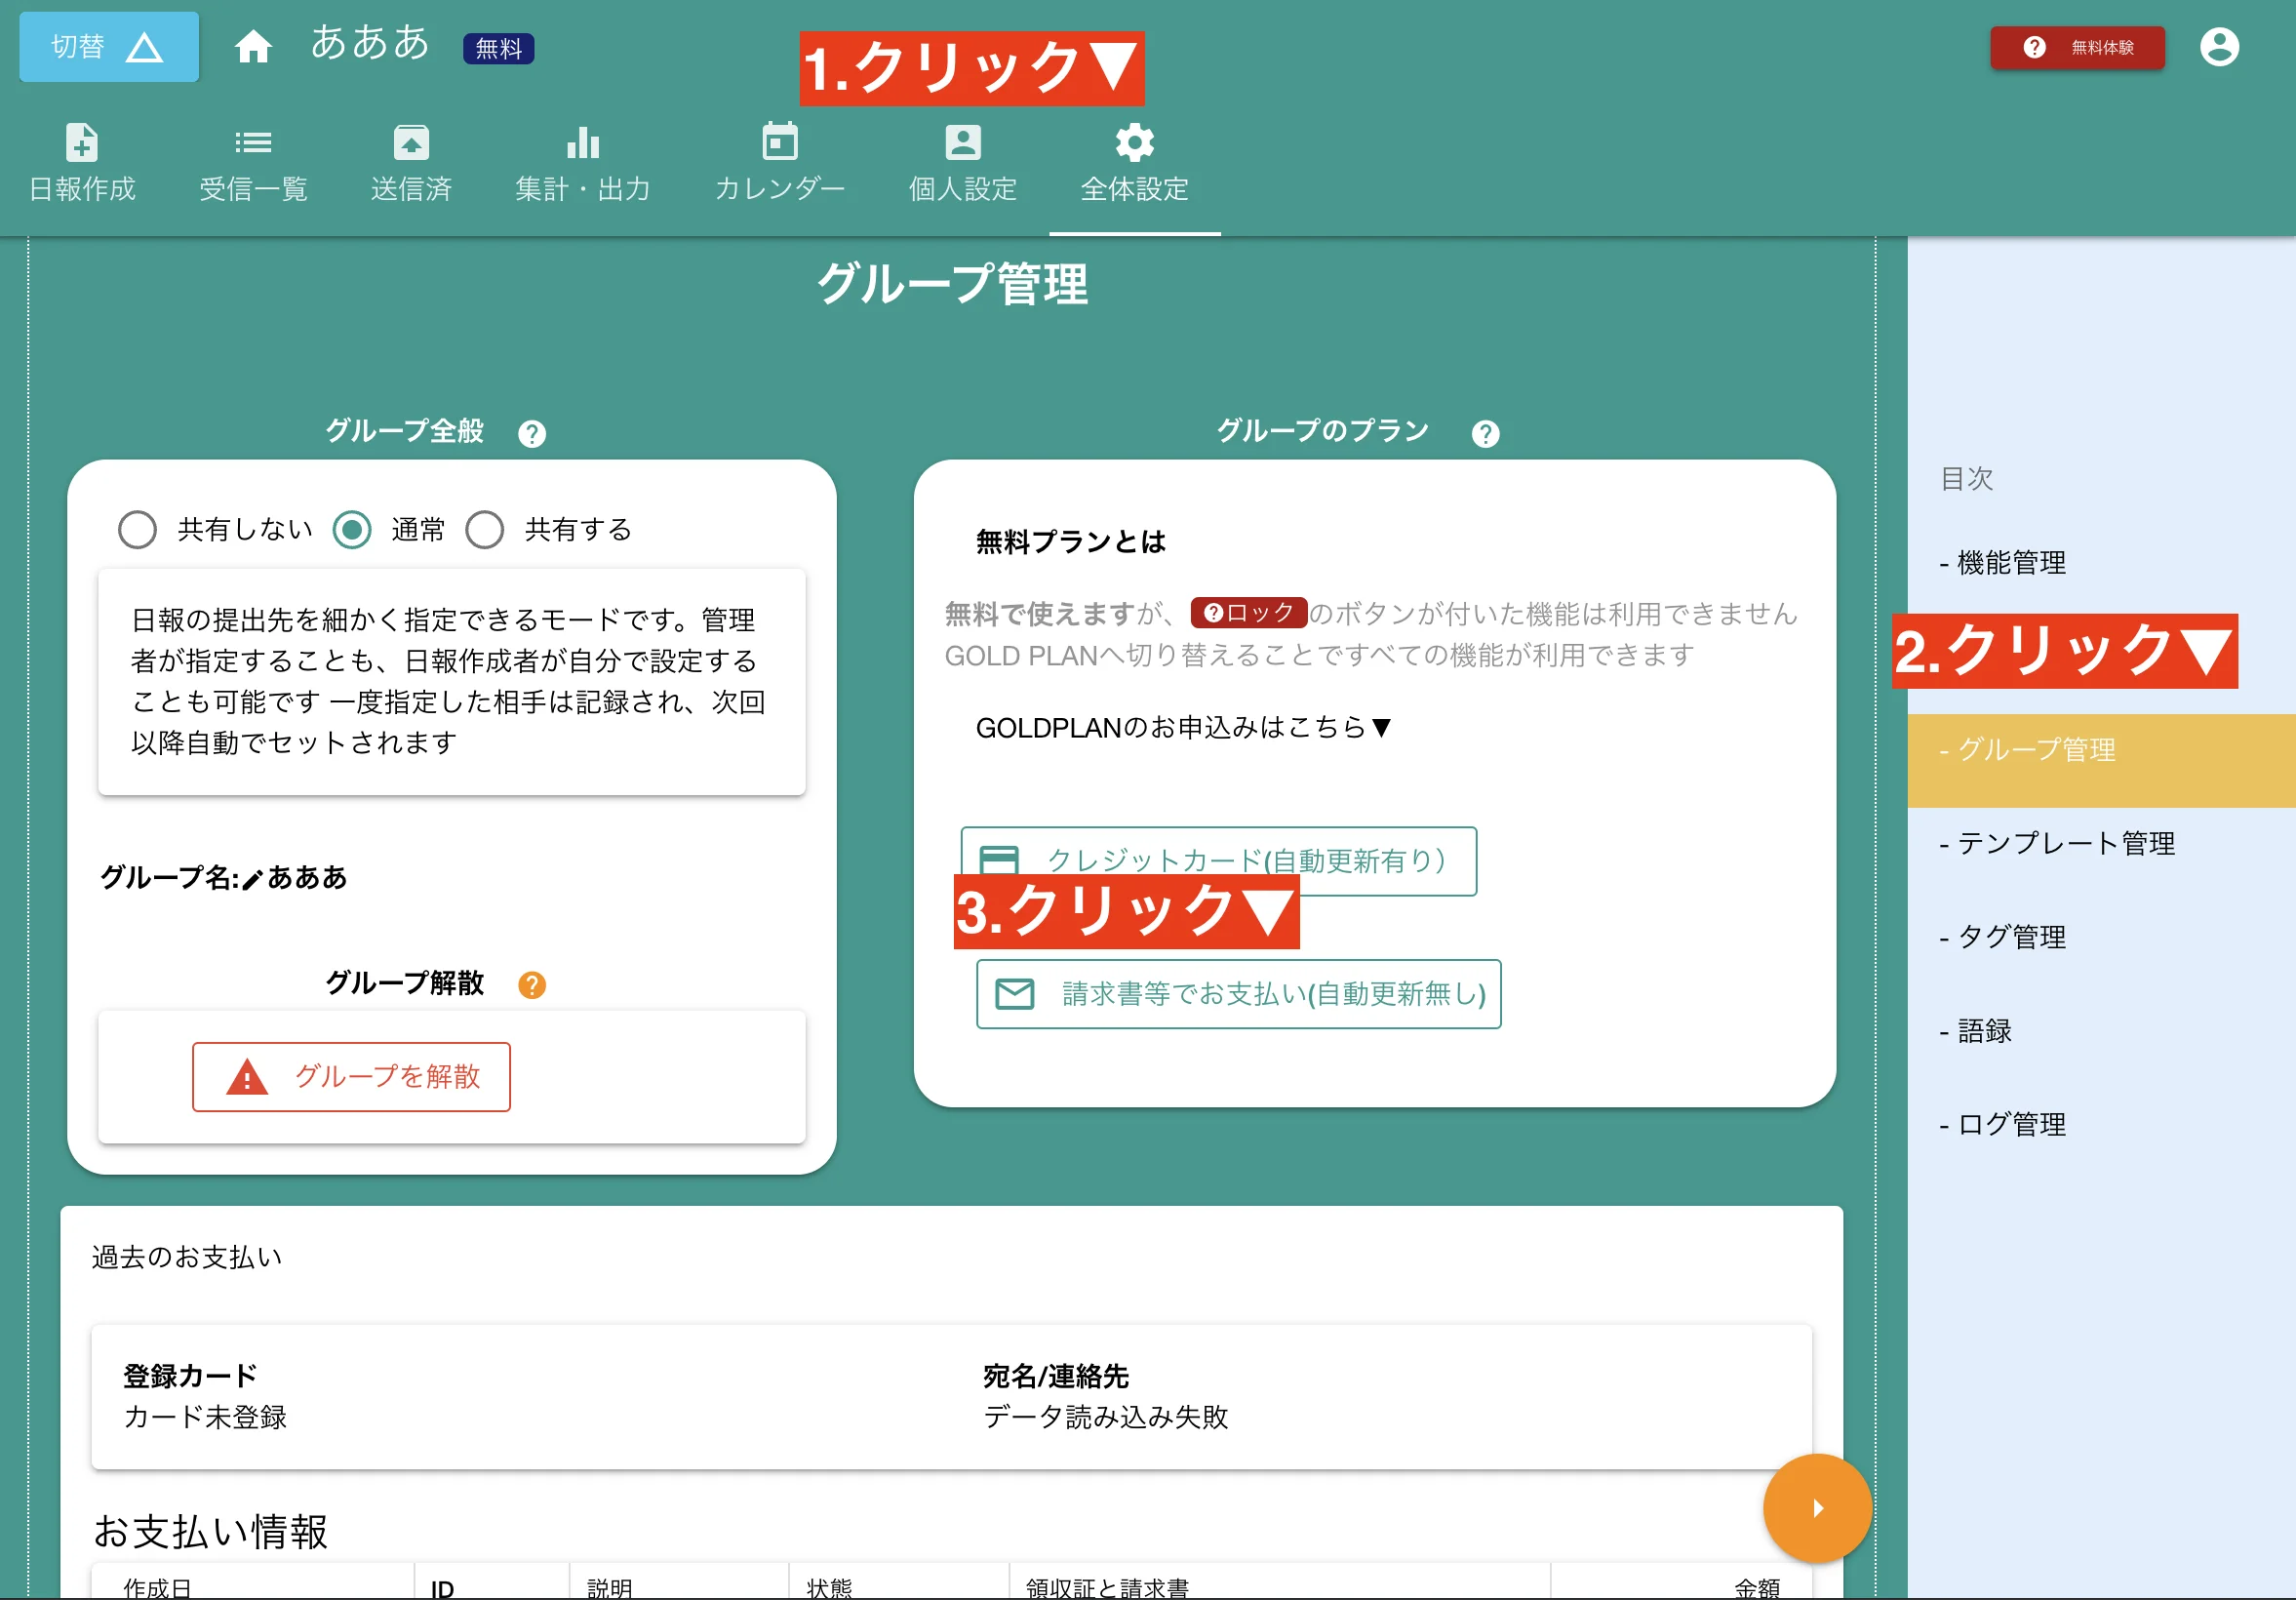 切替
あああ
無料
1.クリック▼
無料体験
日報作成
受信一覧
送信済
集計・出力
カレンダー
個人設定
全体設定
グループ管理
グループ全般
グループのプラン
共有しない
通常
共有する
日報の提出先を細かく指定できるモードです。管理
者が指定することも、日報作成者が自分で設定する
ことも可能です 一度指定した相手は記録され、次回
以降自動でセットされます
グループ名:あああ
グループ解散
グループを解散
無料プランとは
無料で使えますが、ロックのボタンが付いた機能は利用できません
GOLD PLANへ切り替えることですべての機能が利用できます
GOLDPLANのお申込みはこちら▼
クレジットカード(自動更新有り）
3.クリック▼
請求書等でお支払い(自動更新無し)
目次
- 機能管理
2.クリック▼
- グループ管理
- テンプレート管理
- タグ管理
- 語録
- ログ管理
過去のお支払い
登録カード
カード未登録
宛名/連絡先
データ読み込み失敗
お支払い情報
作成日
ID
説明
状態
領収証と請求書
金額